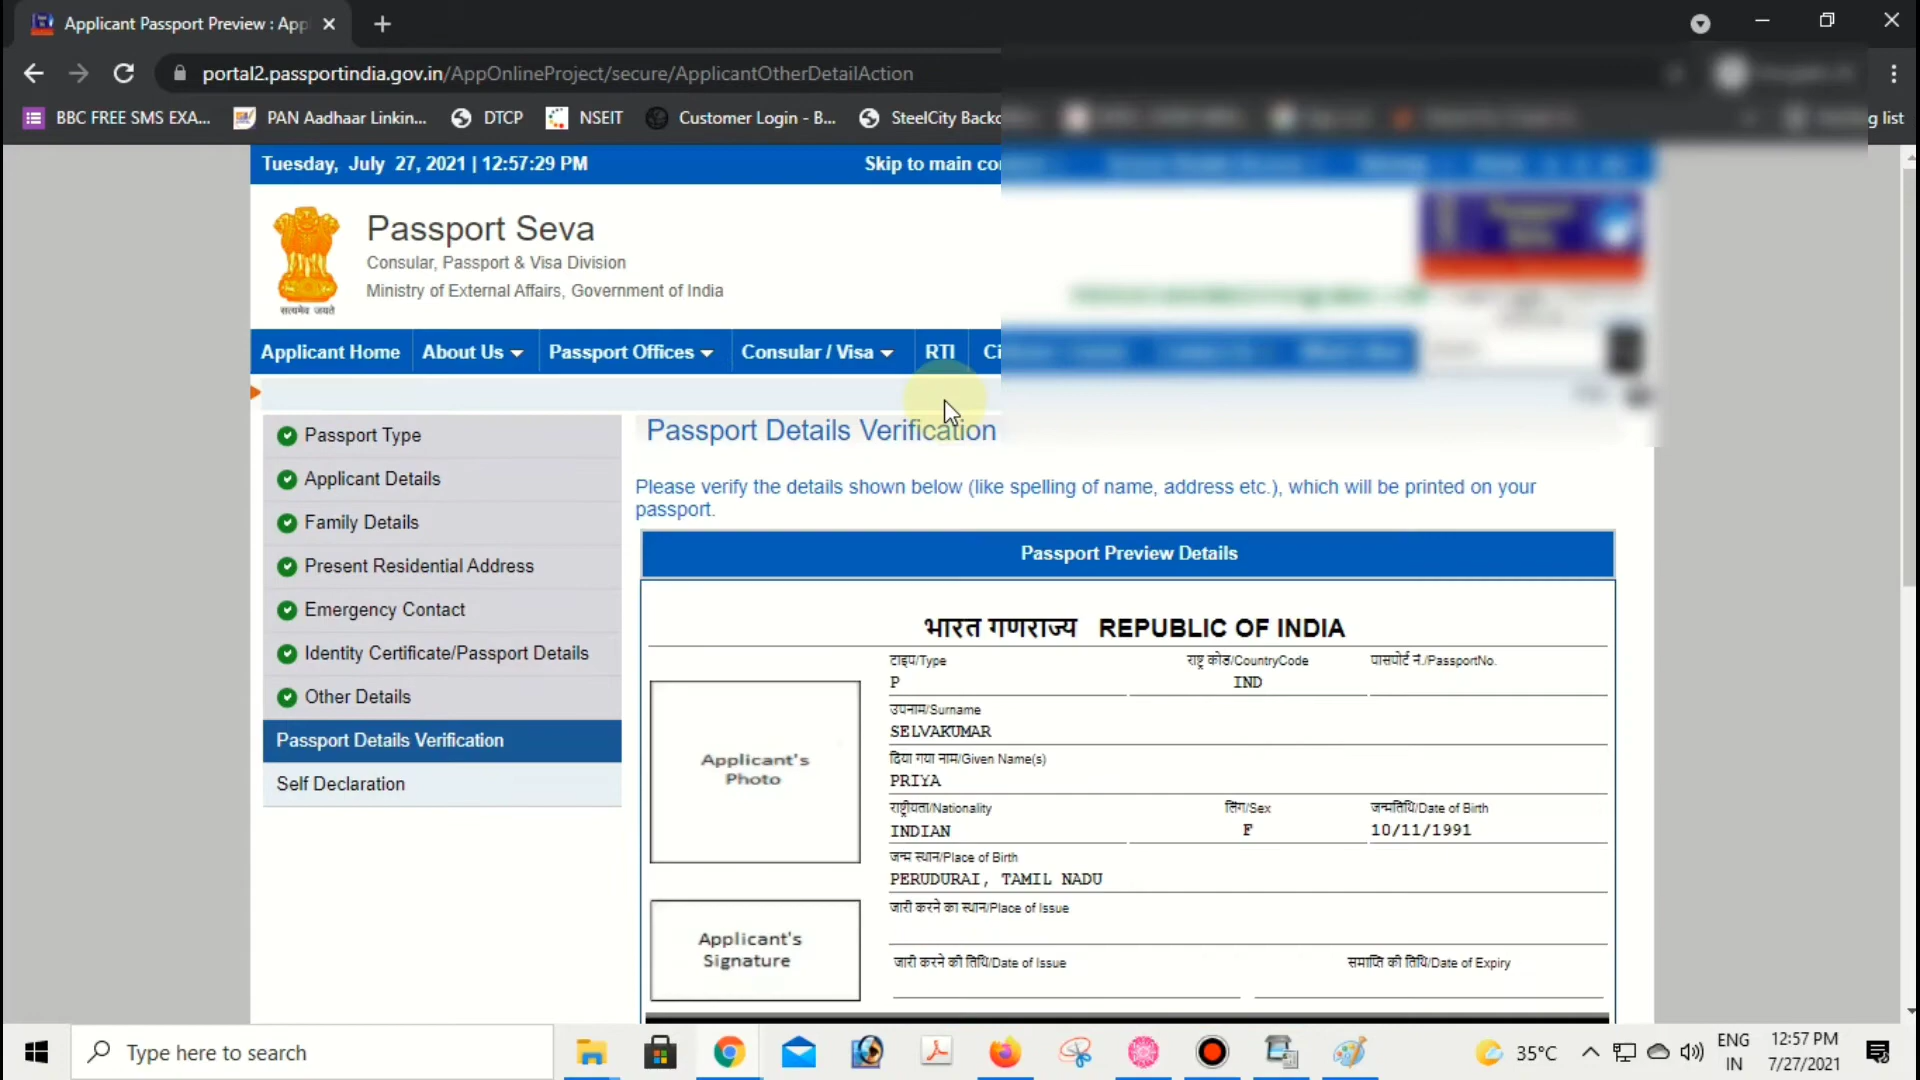 Applicant Passport Preview : App
portal2.passportindia.gov.in/AppOnlineProject/secure/ApplicantOtherDetailAction
BBC FREE SMS EXA... PAN Aadhaar Linkin... DTCP NSEIT Customer Login - B... SteelCity Backo
g list
Tuesday, July 27, 2021 | 12:57:29 PM
Skip to main co
Passport Seva
Consular, Passport & Visa Division
Ministry of External Affairs, Government of India
सत्यमेव जयते
Applicant Home About Us Passport Offices Consular / Visa RTI Ci
Passport Type
Applicant Details
Family Details
Present Residential Address
Emergency Contact
Identity Certificate/Passport Details
Other Details
Passport Details Verification
Self Declaration
Passport Details Verification
Please verify the details shown below (like spelling of name, address etc.), which will be printed on your
passport.
Passport Preview Details
भारत गणराज्य REPUBLIC OF INDIA
टाइप/Type राष्ट्र कोड/CountryCode पासपोर्ट नं./PassportNo.
P IND
उपनाम/Surname
SELVAKUMAR
दिया गया नाम/Given Name(s)
PRIYA
राष्ट्रीयता/Nationality लिंग/Sex जन्मतिथि/Date of Birth
INDIAN F 10/11/1991
जन्म स्थान/Place of Birth
PERUDURAI, TAMIL NADU
जारी करने का स्थान/Place of Issue
जारी करने की तिथि/Date of Issue समाप्ति की तिथि/Date of Expiry
Applicant's
Photo
Applicant's
Signature
Type here to search
35°C
ENG
IN
12:57 PM
7/27/2021